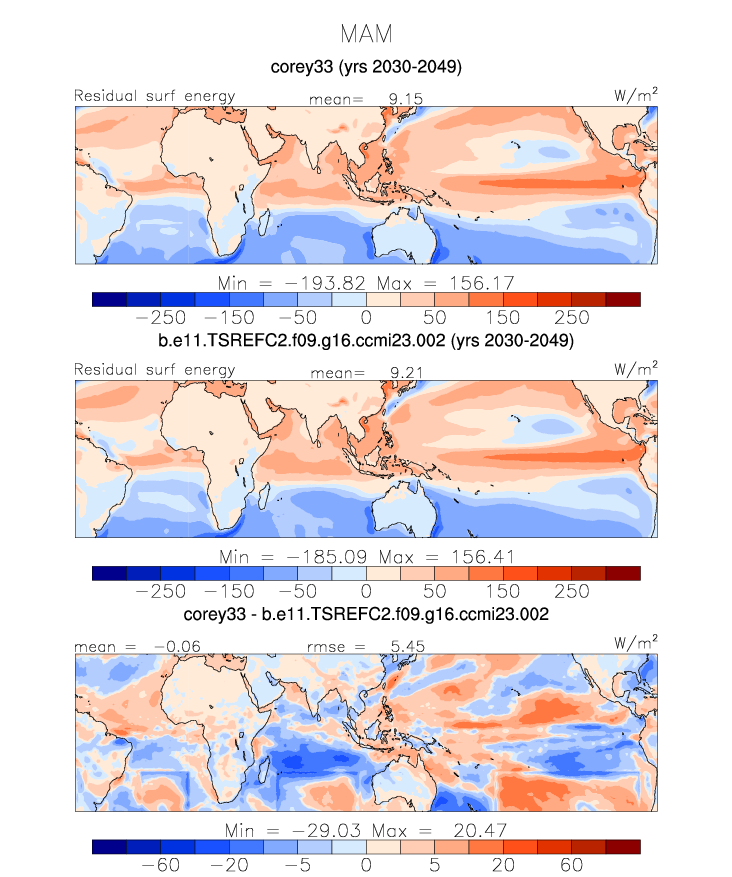 MAM
corey33 (yrs 2030-2049)
Residual surf energy mean= 9.15 W/m²
Min = -193.82 Max = 156.17
-250 -150 -50 0 50 150 250
b.e11.TSREFC2.f09.g16.ccmi23.002 (yrs 2030-2049)
Residual surf energy mean= 9.21 W/m²
Min = -185.09 Max = 156.41
-250 -150 -50 0 50 150 250
corey33 - b.e11.TSREFC2.f09.g16.ccmi23.002
mean = -0.06 rmse = 5.45 W/m²
Min = -29.03 Max = 20.47
-60 -20 -5 0 5 20 60